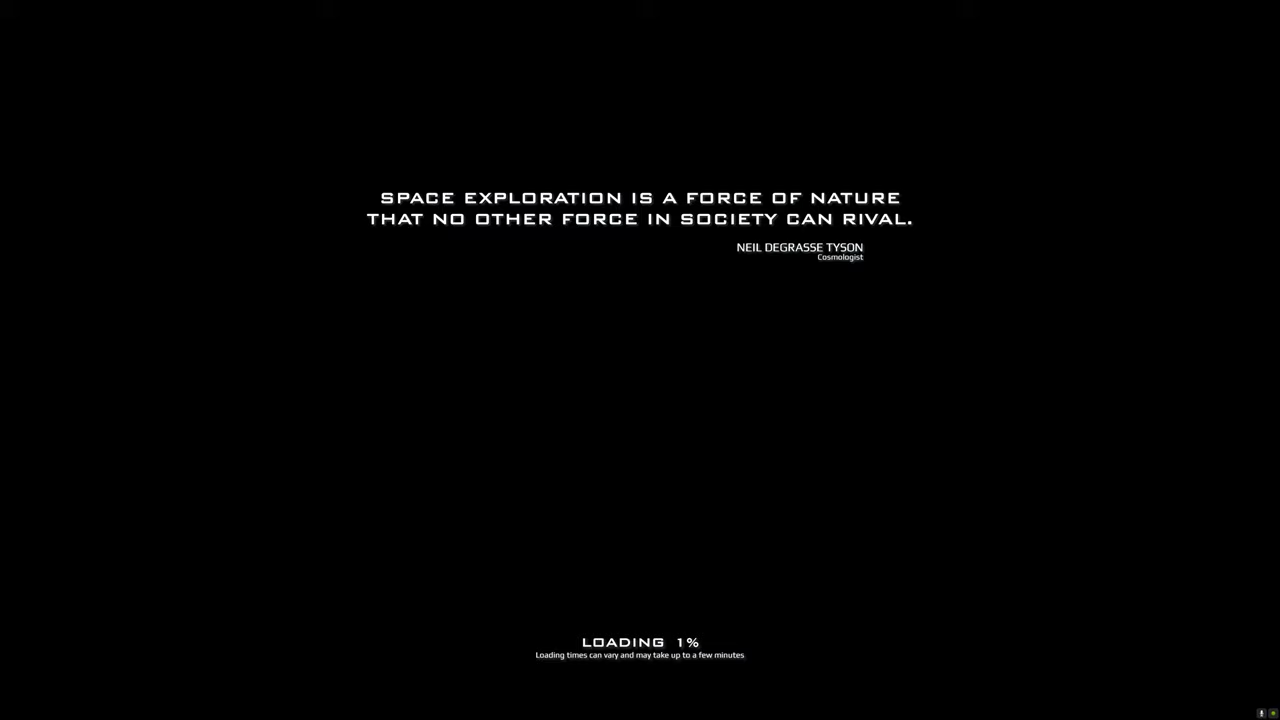 SPACE EXPLORATION IS A FORCE OF NATURE
THAT NO OTHER FORCE IN SOCIETY CAN RIVAL.
NEIL DEGRASSE TYSON
Cosmologist
LOADING 1%
Loading times can vary and may take up to a few minutes